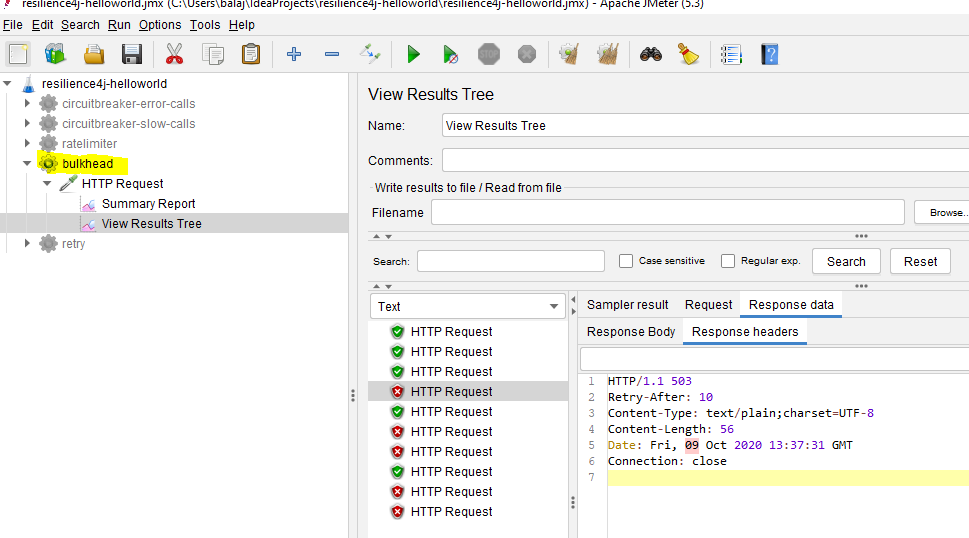 resilience4j-helloworld.jmx (C:\Users\balaj\IdeaProjects\resilience4j-helloworld\resilience4j-helloworld.jmx) - Apache JMeter (5.3)
File Edit Search Run Options Tools Help
resilience4j-helloworld
circuitbreaker-error-calls
circuitbreaker-slow-calls
ratelimiter
bulkhead
HTTP Request
Summary Report
View Results Tree
retry
View Results Tree
Name: View Results Tree
Comments:
Write results to file / Read from file
Filename Browse...
Search: Case sensitive Regular exp. Search Reset
Text
HTTP Request
HTTP Request
HTTP Request
HTTP Request
HTTP Request
HTTP Request
HTTP Request
HTTP Request
HTTP Request
HTTP Request
Sampler result Request Response data
Response Body Response headers
1 HTTP/1.1 503
2 Retry-After: 10
3 Content-Type: text/plain;charset=UTF-8
4 Content-Length: 56
5 Date: Fri, 09 Oct 2020 13:37:31 GMT
6 Connection: close
7